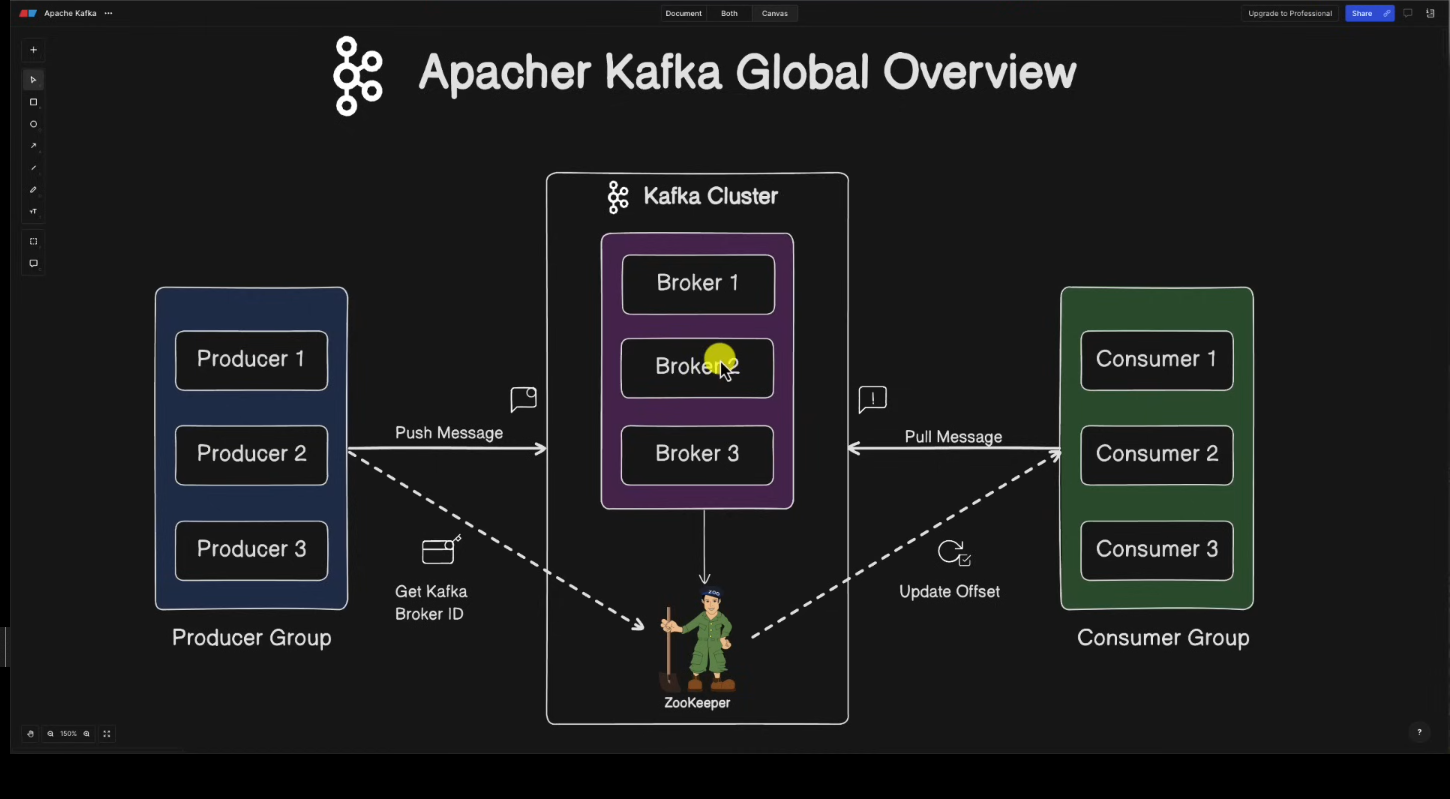 Apache Kafka
Document
Both
Canvas
Upgrade to Professional
Share
Apacher Kafka Global Overview
Kafka Cluster
Broker 1
Broker 2
Broker 3
Producer 1
Producer 2
Producer 3
Producer Group
Push Message
Get Kafka
Broker ID
Pull Message
Update Offset
Consumer 1
Consumer 2
Consumer 3
Consumer Group
ZOO
ZooKeeper
150%
?